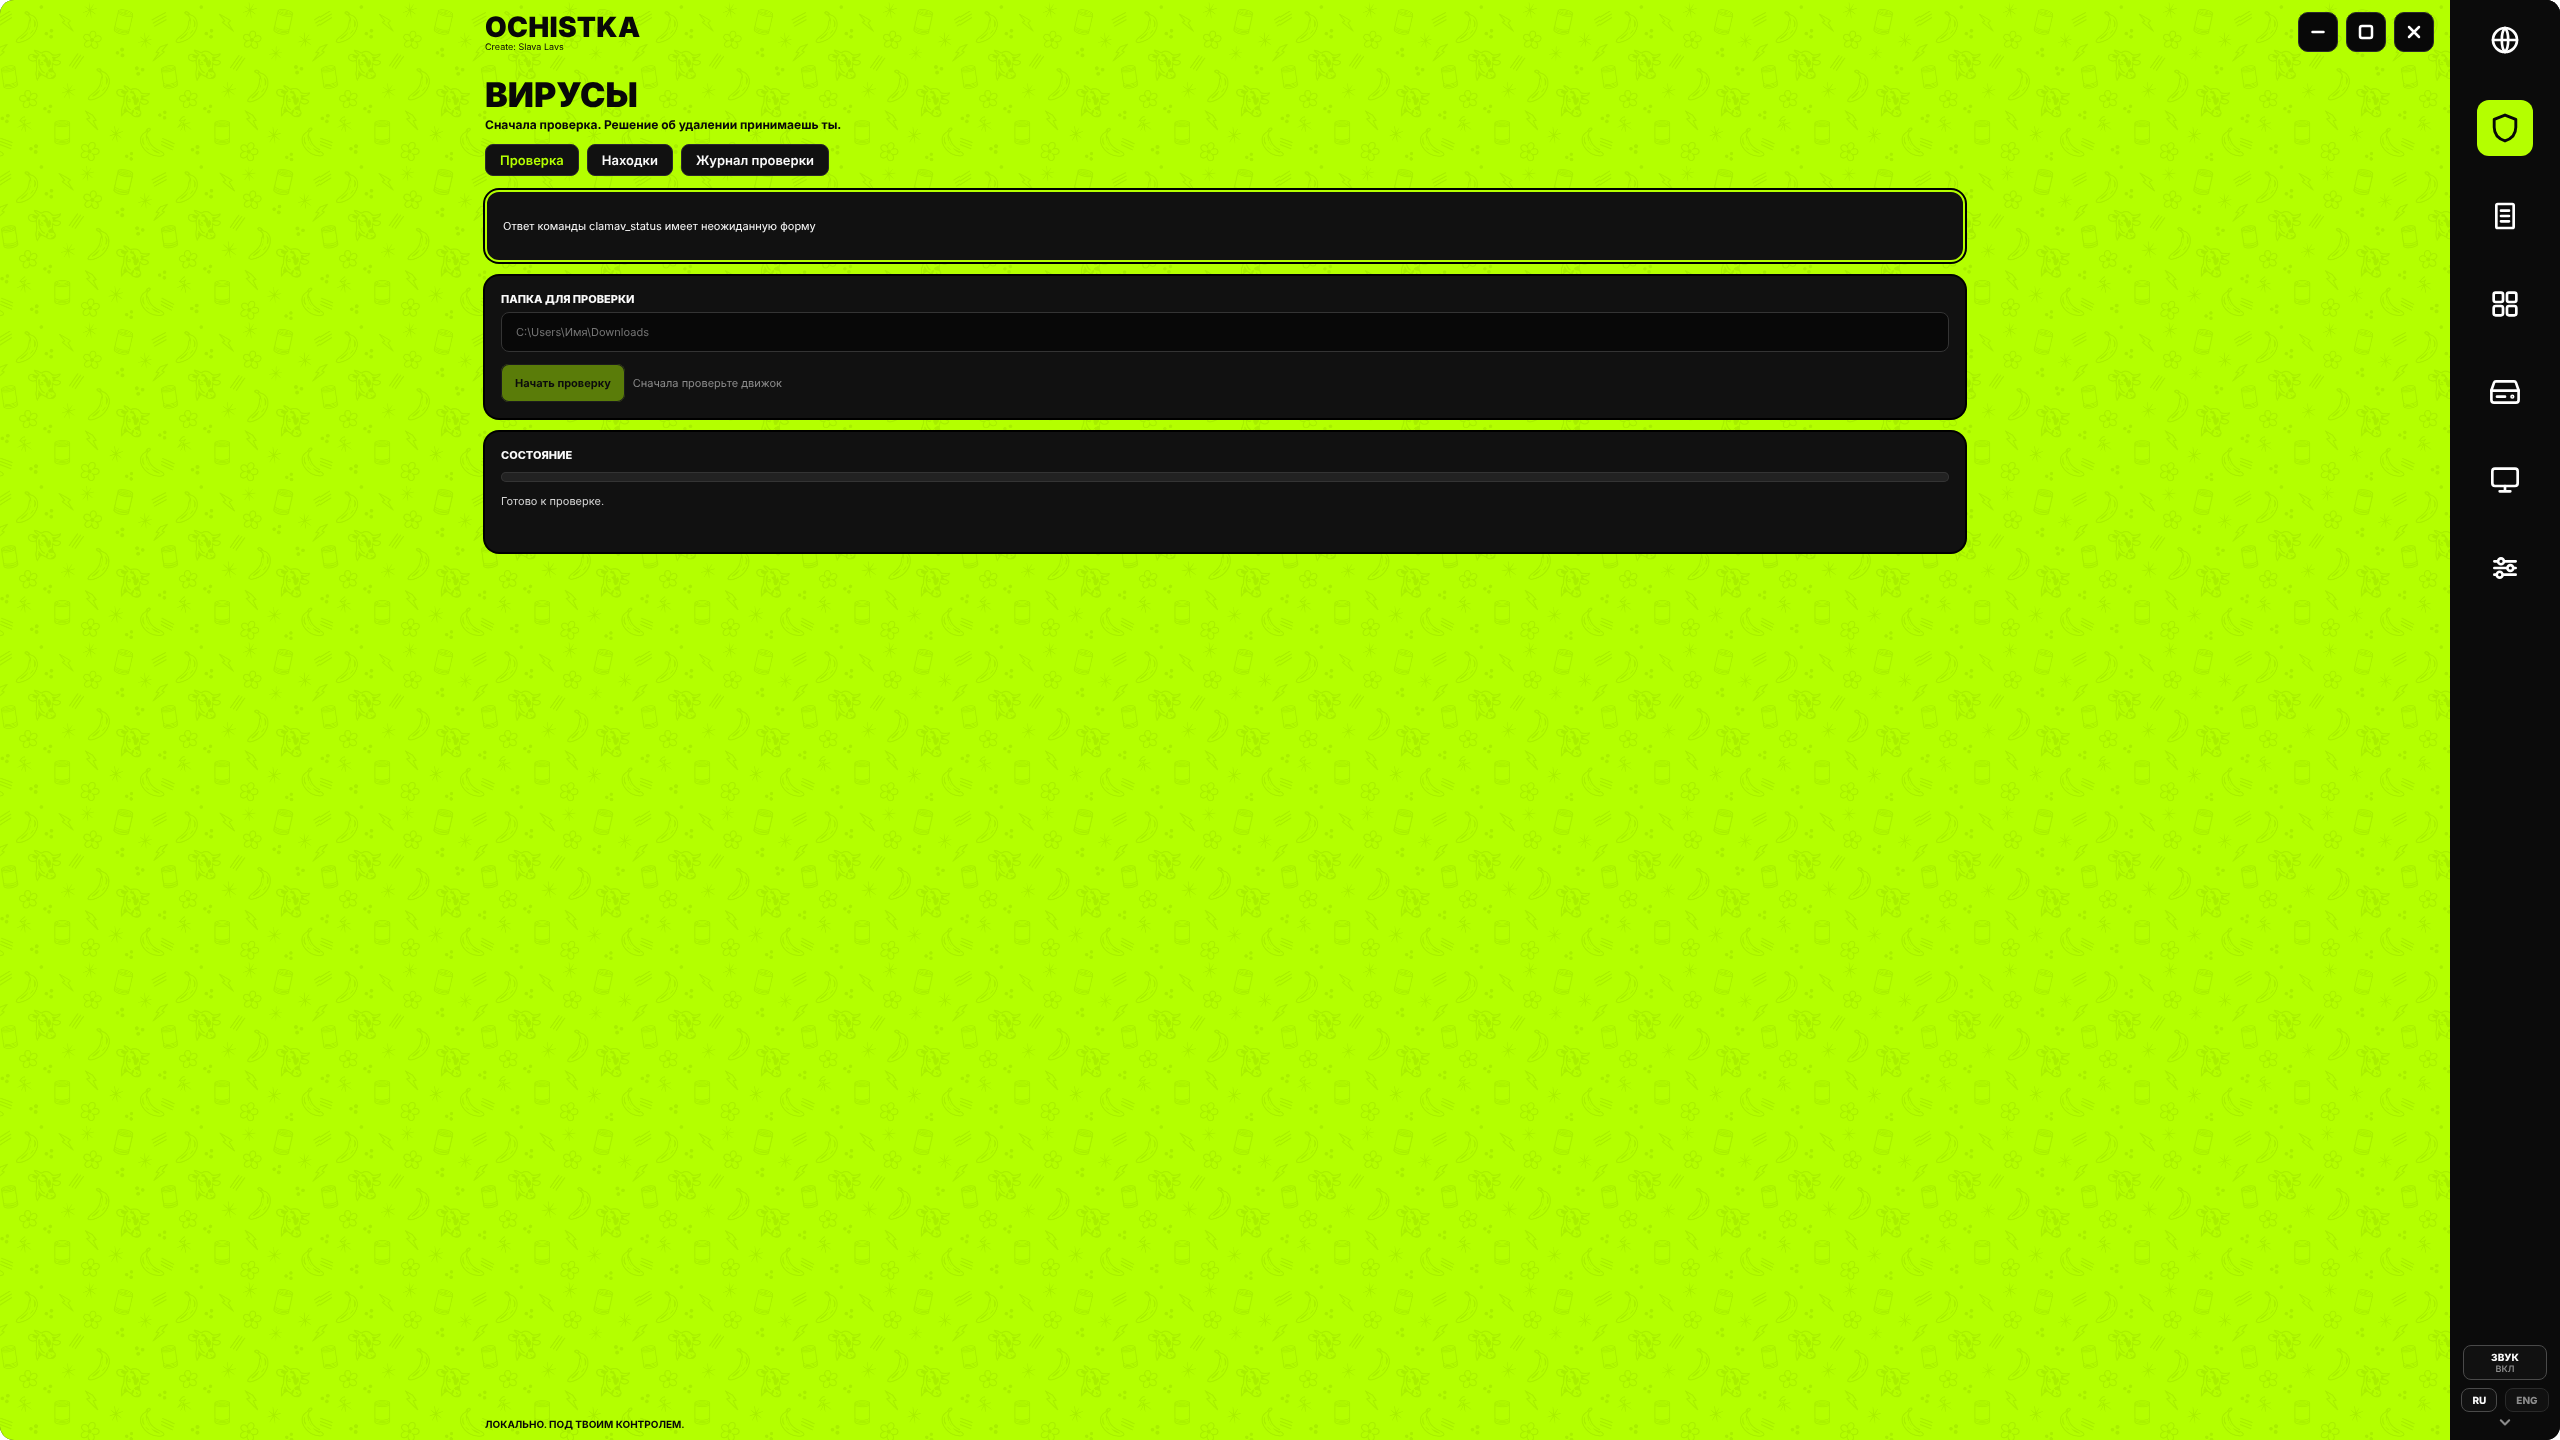 OCHISTKA
Create: Slava Lavs
ВИРУСЫ
Сначала проверка. Решение об удалении принимаешь ты.
Проверка
Находки
Журнал проверки
Ответ команды clamav_status имеет неожиданную форму
ПАПКА ДЛЯ ПРОВЕРКИ
C:\Users\Имя\Downloads
Начать проверку
Сначала проверьте движок
СОСТОЯНИЕ
Готово к проверке.
ЗВУК
ВКЛ
RU
ENG
ЛОКАЛЬНО. ПОД ТВОИМ КОНТРОЛЕМ.